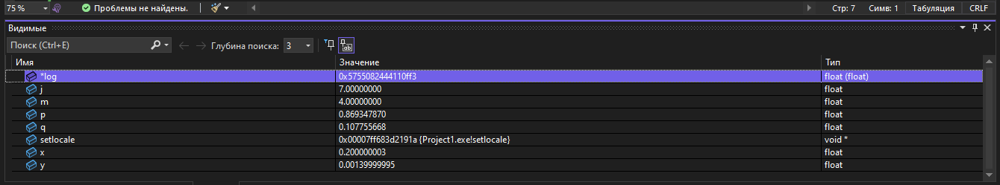 75 % Проблемы не найдены. Стр: 7 Симв: 1 Табуляция CRLF
Видимые
Поиск (Ctrl+E) Глубина поиска: 3
Имя Значение Тип
*log 0x5755082444110ff3 float (float)
j 7.00000000 float
m 4.00000000 float
p 0.869347870 float
q 0.107755668 float
setlocale 0x00007ff683d2191a {Project1.exe!setlocale} void *
x 0.200000003 float
y 0.00139999995 float